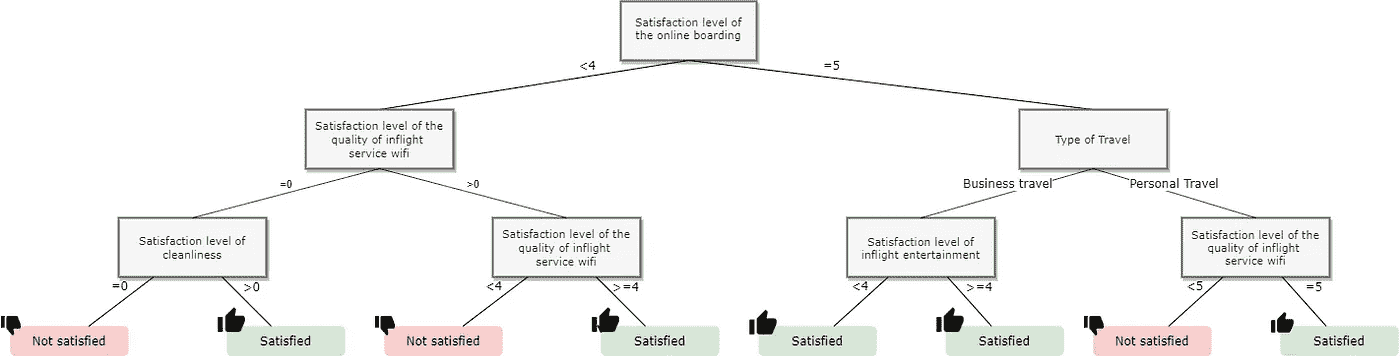 Satisfaction level of
the online boarding
<4
=5
Satisfaction level of the
quality of inflight
service wifi
Type of Travel
=0
>0
Business travel
Personal Travel
Satisfaction level of
cleanliness
Satisfaction level of the
quality of inflight
service wifi
Satisfaction level of
inflight entertainment
Satisfaction level of the
quality of inflight
service wifi
=0
>0
<4
>=4
<4
>=4
<5
=5
Not satisfied
Satisfied
Not satisfied
Satisfied
Satisfied
Satisfied
Not satisfied
Satisfied